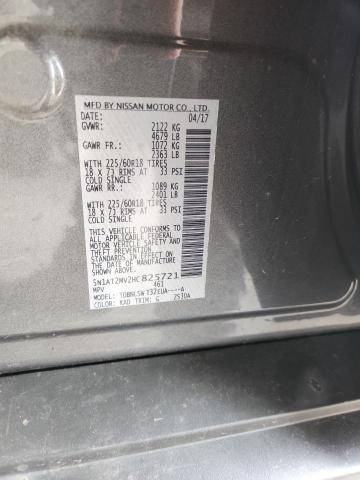 MFD BY NISSAN MOTOR CO., LTD.
DATE: 04/17
GVWR: 2122 KG
4679 LB
GAWR FR.: 1072 KG
2363 LB
WITH 225/60R18 TIRES
18 x 7J RIMS AT 33 PSI
COLD SINGLE
GAWR RR.: 1089 KG
2401 LB
WITH 225/60R18 TIRES
18 x 7J RIMS AT 33 PSI
COLD SINGLE
THIS VEHICLE CONFORMS TO ALL
APPLICABLE FEDERAL MOTOR VEHICLE
SAFETY, BUMPER, AND THEFT
PREVENTION STANDARDS
IN EFFECT ON THE DATE OF
MANUFACTURE SHOWN ABOVE.
5N1AT2MV2HC825721
MPV 461
MODEL: A
COLOR: KAD TRIM: G